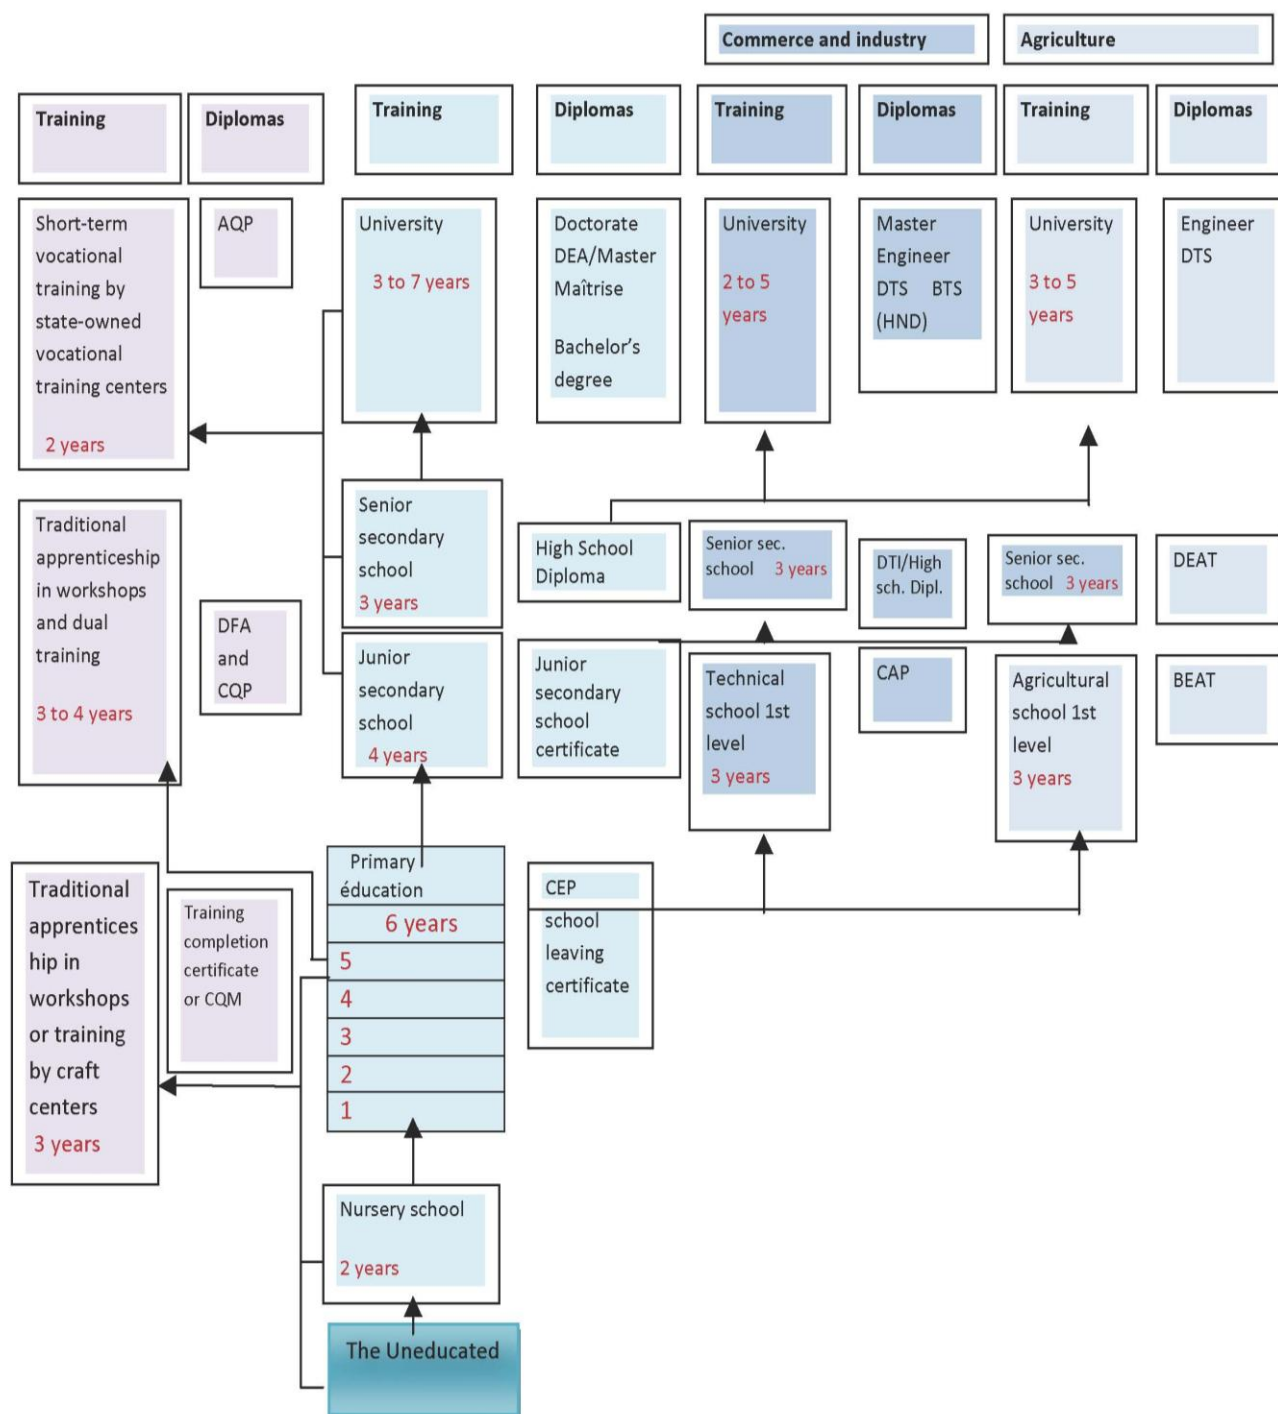 Commerce and industry
Agriculture
Training
Diplomas
Training
Diplomas
Training
Diplomas
Training
Diplomas
Short-term
vocational
training by
state-owned
vocational
training centers
2 years
AQP
University
3 to 7 years
Doctorate
DEA/Master
Maîtrise
Bachelor's
degree
University
2 to 5
years
Master
Engineer
DTS BTS
(HND)
University
3 to 5
years
Engineer
DTS
Traditional
apprenticeship
in workshops
and dual
training
3 to 4 years
DFA
and
CQP
Senior
secondary
school
3 years
High School
Diploma
Senior sec.
school 3 years
DTI/High
sch. Dipl.
Senior sec.
school 3 years
DEAT
Junior
secondary
school
4 years
Junior
secondary
school
certificate
Technical
school 1st
level
3 years
CAP
Agricultural
school 1st
level
3 years
BEAT
Traditional
apprentices
hip in
workshops
or training
by craft
centers
3 years
Training
completion
certificate
or CQM
Primary
éducation
6 years
5
4
3
2
1
CEP
school
leaving
certificate
Nursery school
2 years
The Uneducated